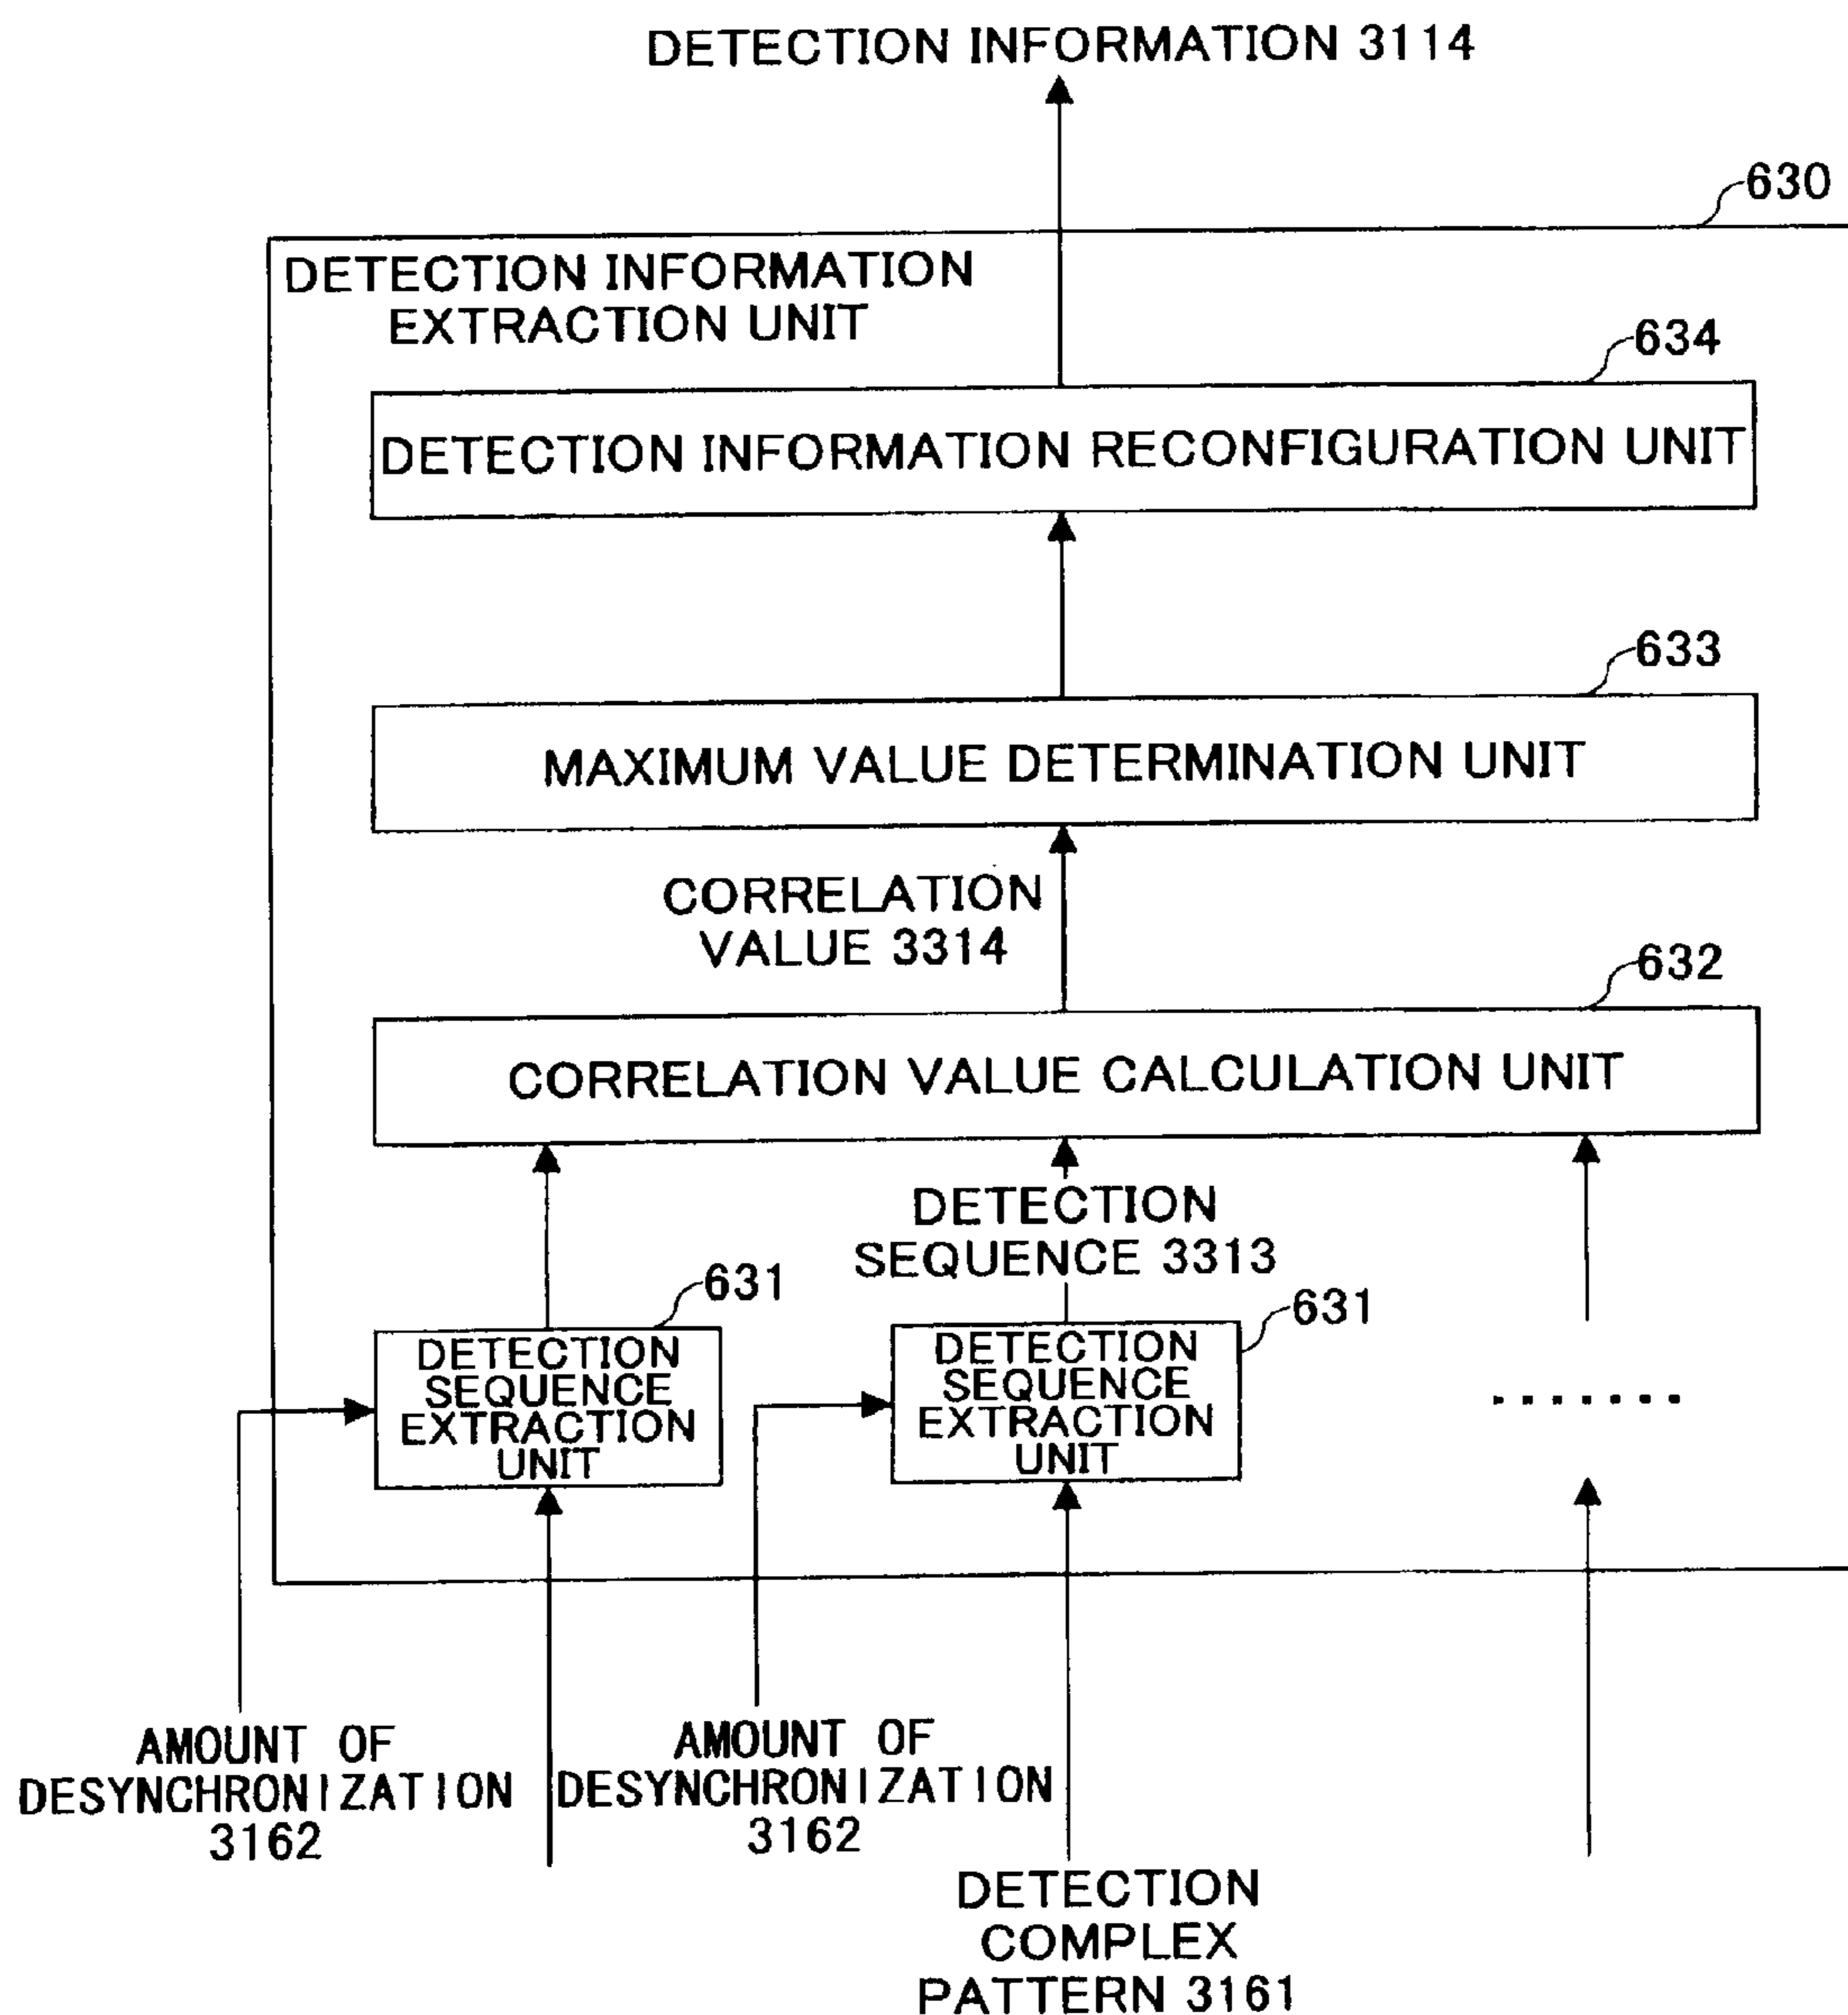 DETECTION INFORMATION 3114
630
DETECTION INFORMATION
EXTRACTION UNIT
634
DETECTION INFORMATION RECONFIGURATION UNIT
633
MAXIMUM VALUE DETERMINATION UNIT
CORRELATION
VALUE 3314
632
CORRELATION VALUE CALCULATION UNIT
DETECTION
SEQUENCE 3313
631
DETECTION
SEQUENCE
EXTRACTION
UNIT
631
DETECTION
SEQUENCE
EXTRACTION
UNIT
.......
AMOUNT OF
DESYNCHRONIZATION
3162
AMOUNT OF
DESYNCHRONIZATION
3162
DETECTION
COMPLEX
PATTERN 3161